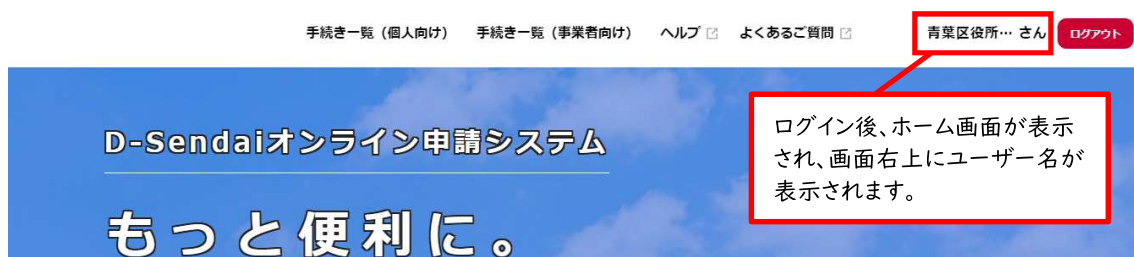 手続き一覧（個人向け） 手続き一覧（事業者向け） ヘルプ よくあるご質問 青葉区役所… さん ログアウト
D-Sendaiオンライン申請システム
もっと便利に。
ログイン後、ホーム画面が表示
され、画面右上にユーザー名が
表示されます。